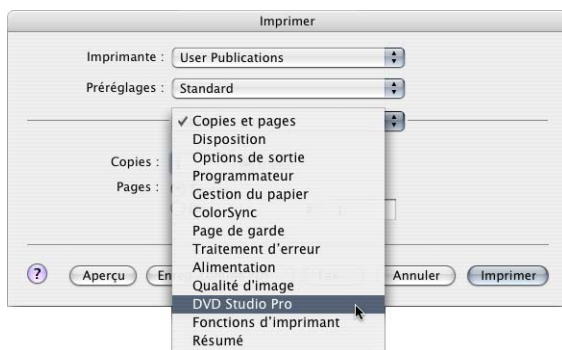 Imprimer
Imprimante : User Publications
Préréglages : Standard
✓ Copies et pages
Disposition
Options de sortie
Copies :
Programmateur
Pages :
Gestion du papier
ColorSync
Page de garde
Traitement d'erreur
Alimentation
? Aperçu Annuler Imprimer
Qualité d'image
DVD Studio Pro
Fonctions d'imprimant
Résumé